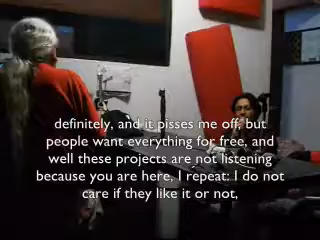 definitely, and it pisses me off, but
people want everything for free, and
well these projects are not listening
because you are here, I repeat: I do not
care if they like it or not,